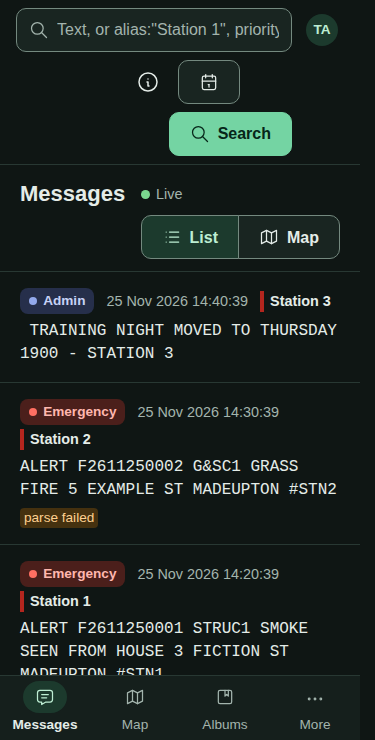 Text, or alias:"Station 1", priority
TA
Search
Messages Live
List Map
Admin 25 Nov 2026 14:40:39 Station 3
TRAINING NIGHT MOVED TO THURSDAY
1900 - STATION 3
Emergency 25 Nov 2026 14:30:39
Station 2
ALERT F2611250002 G&SC1 GRASS
FIRE 5 EXAMPLE ST MADEUPTON #STN2
parse failed
Emergency 25 Nov 2026 14:20:39
Station 1
ALERT F2611250001 STRUC1 SMOKE
SEEN FROM HOUSE 3 FICTION ST
MADEUPTON #STN1
Messages Map Albums More